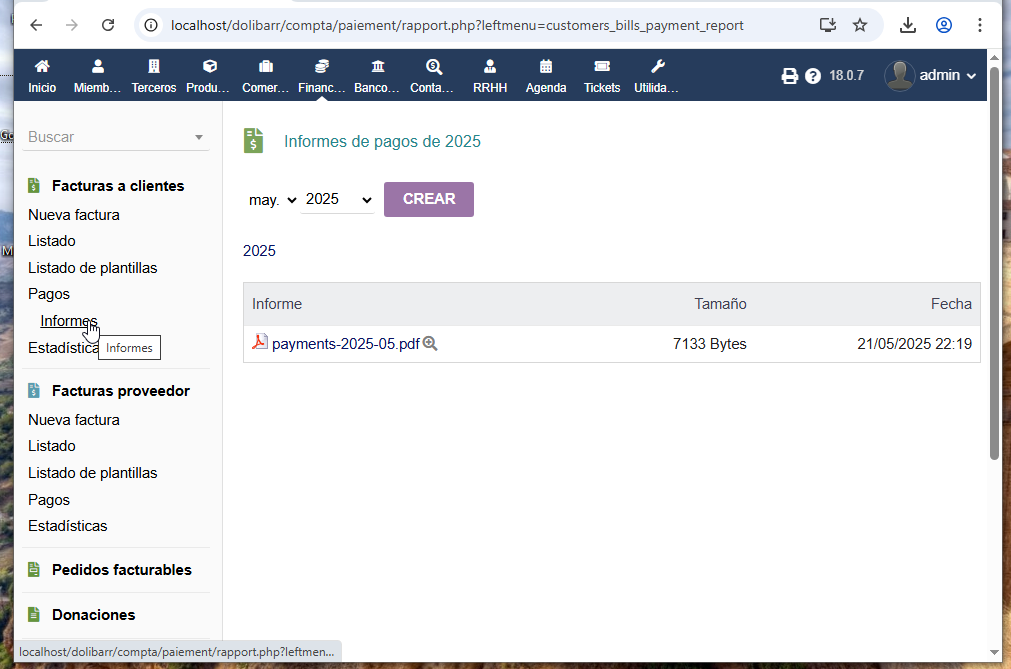 localhost/dolibarr/compta/paiement/rapport.php?leftmenu=customers_bills_payment_report
Inicio Miemb... Terceros Produ... Comer... Financ... Banco... Conta... RRHH Agenda Tickets Utilida... 18.0.7 admin
Buscar
Facturas a clientes
Nueva factura
Listado
Listado de plantillas
Pagos
Informes
Estadística
Informes
Facturas proveedor
Nueva factura
Listado
Listado de plantillas
Pagos
Estadísticas
Pedidos facturables
Donaciones
Informes de pagos de 2025
may. 2025 CREAR
2025
Informe Tamaño Fecha
payments-2025-05.pdf 7133 Bytes 21/05/2025 22:19
localhost/dolibarr/compta/paiement/rapport.php?leftmen...